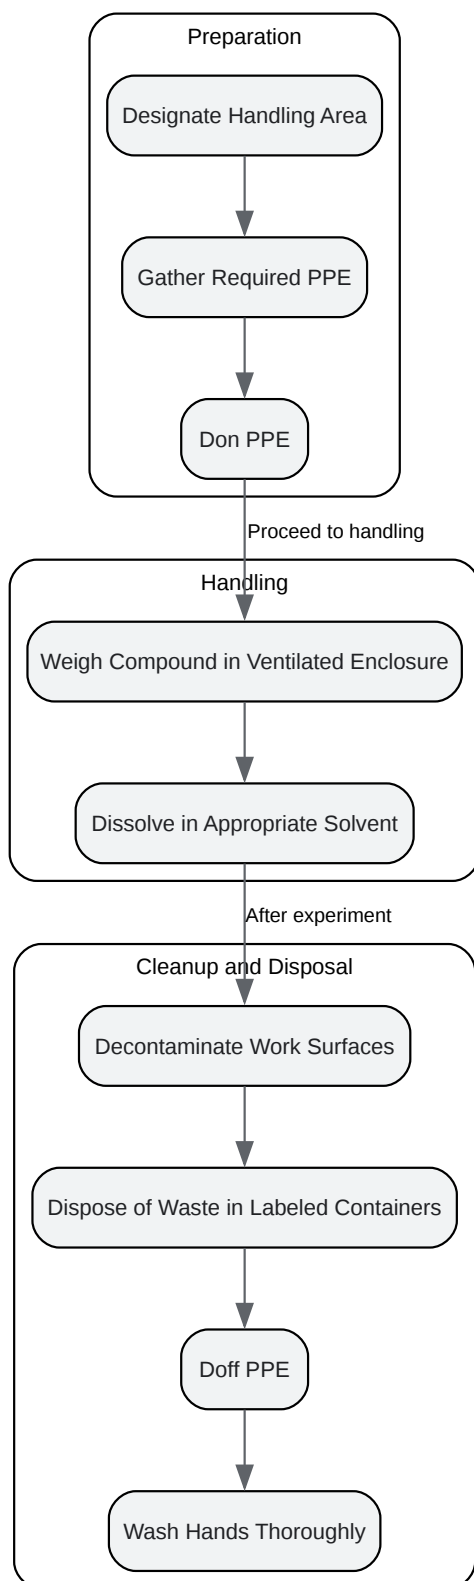 Preparation
Designate Handling Area
Gather Required PPE
Don PPE
Proceed to handling
Handling
Weigh Compound in Ventilated Enclosure
Dissolve in Appropriate Solvent
After experiment
Cleanup and Disposal
Decontaminate Work Surfaces
Dispose of Waste in Labeled Containers
Doff PPE
Wash Hands Thoroughly